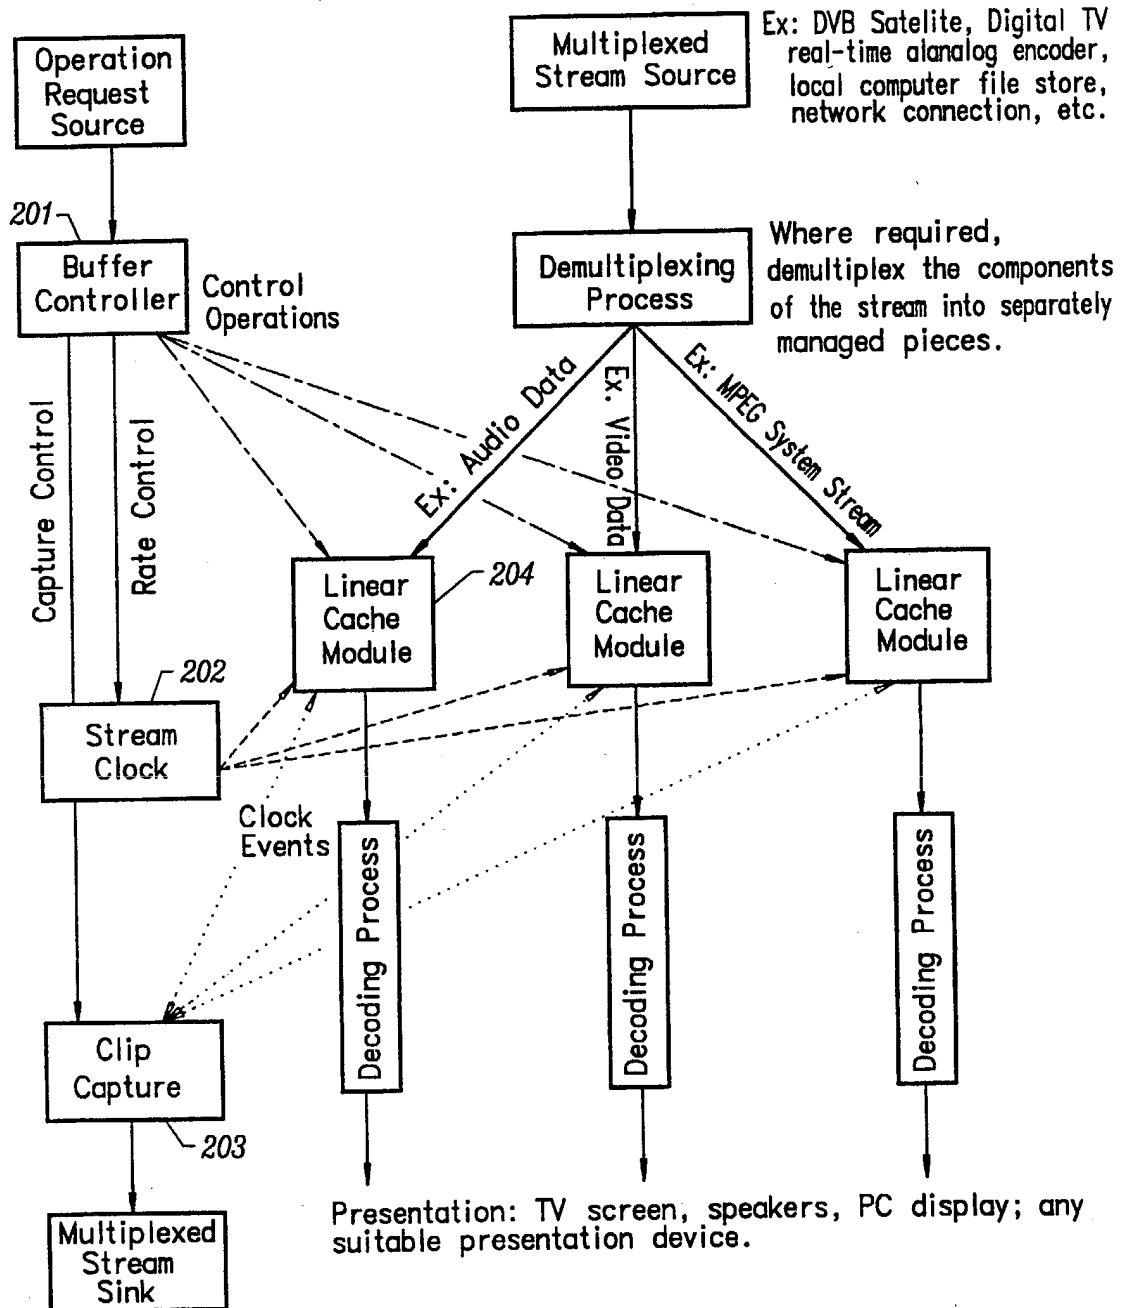 Operation
Request
Source
Multiplexed
Stream Source
Ex: DVB Satelite, Digital TV
real-time alanalog encoder,
local computer file store,
network connection, etc.
201
Buffer
Controller
Control
Operations
Demultiplexing
Process
Where required,
demultiplex the components
of the stream into separately
managed pieces.
Capture Control
Rate Control
Ex: Audio Data
Ex. Video Data
Ex: MPEG System Stream
Linear
Cache
Module
204
Linear
Cache
Module
Linear
Cache
Module
202
Stream
Clock
Clock
Events
Decoding Process
Decoding Process
Decoding Process
Clip
Capture
203
Multiplexed
Stream
Sink
Presentation: TV screen, speakers, PC display; any
suitable presentation device.